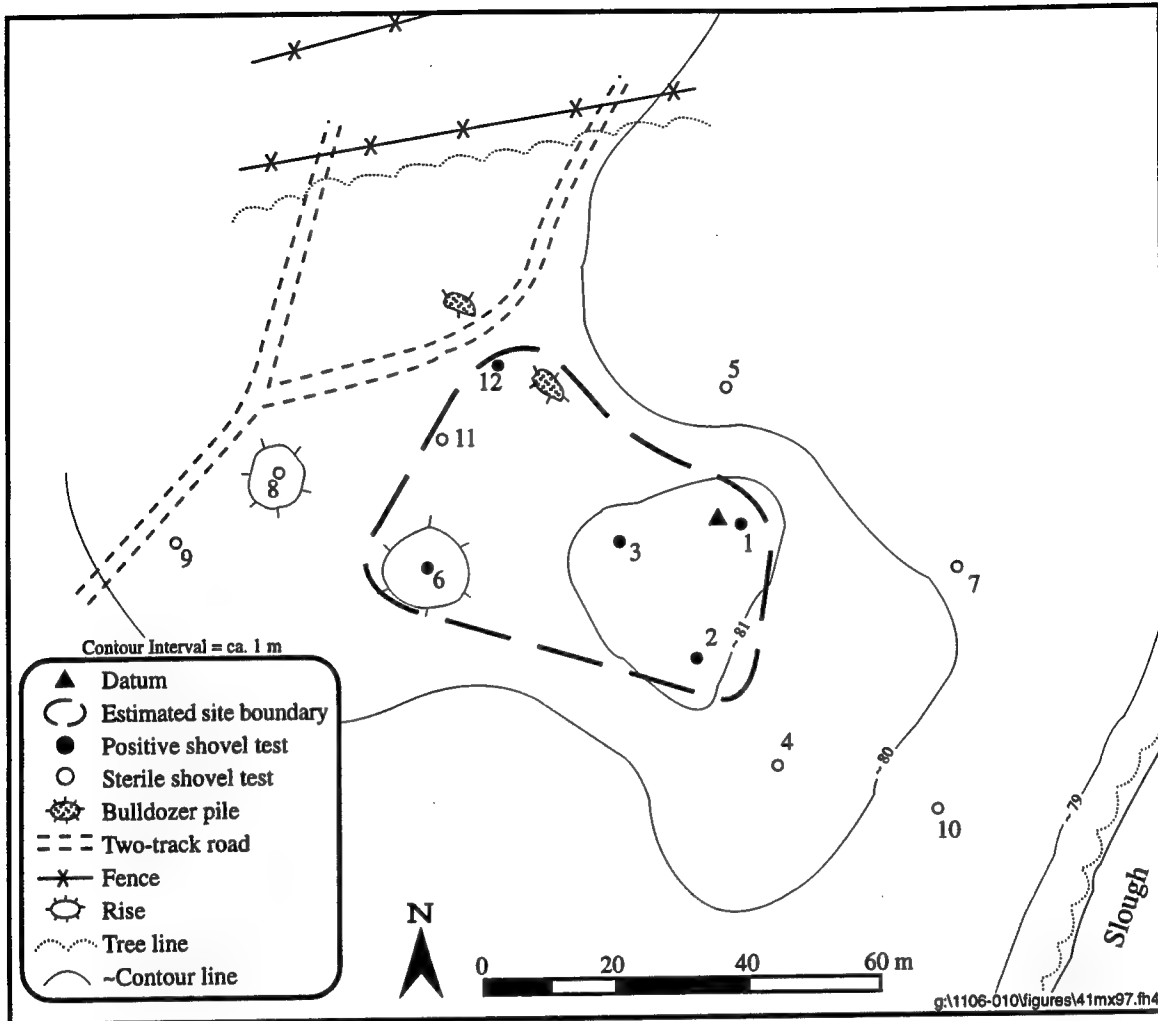 5
12
11
8
1
3
9
6
7
2
~81
Contour Interval = ca. 1 m
Datum
Estimated site boundary
Positive shovel test
Sterile shovel test
Bulldozer pile
Two-track road
Fence
Rise
Tree line
~Contour line
4
~80
~79
10
Slough
N
0 20 40 60 m
g:\1106-010\figures\41mx97.fh4